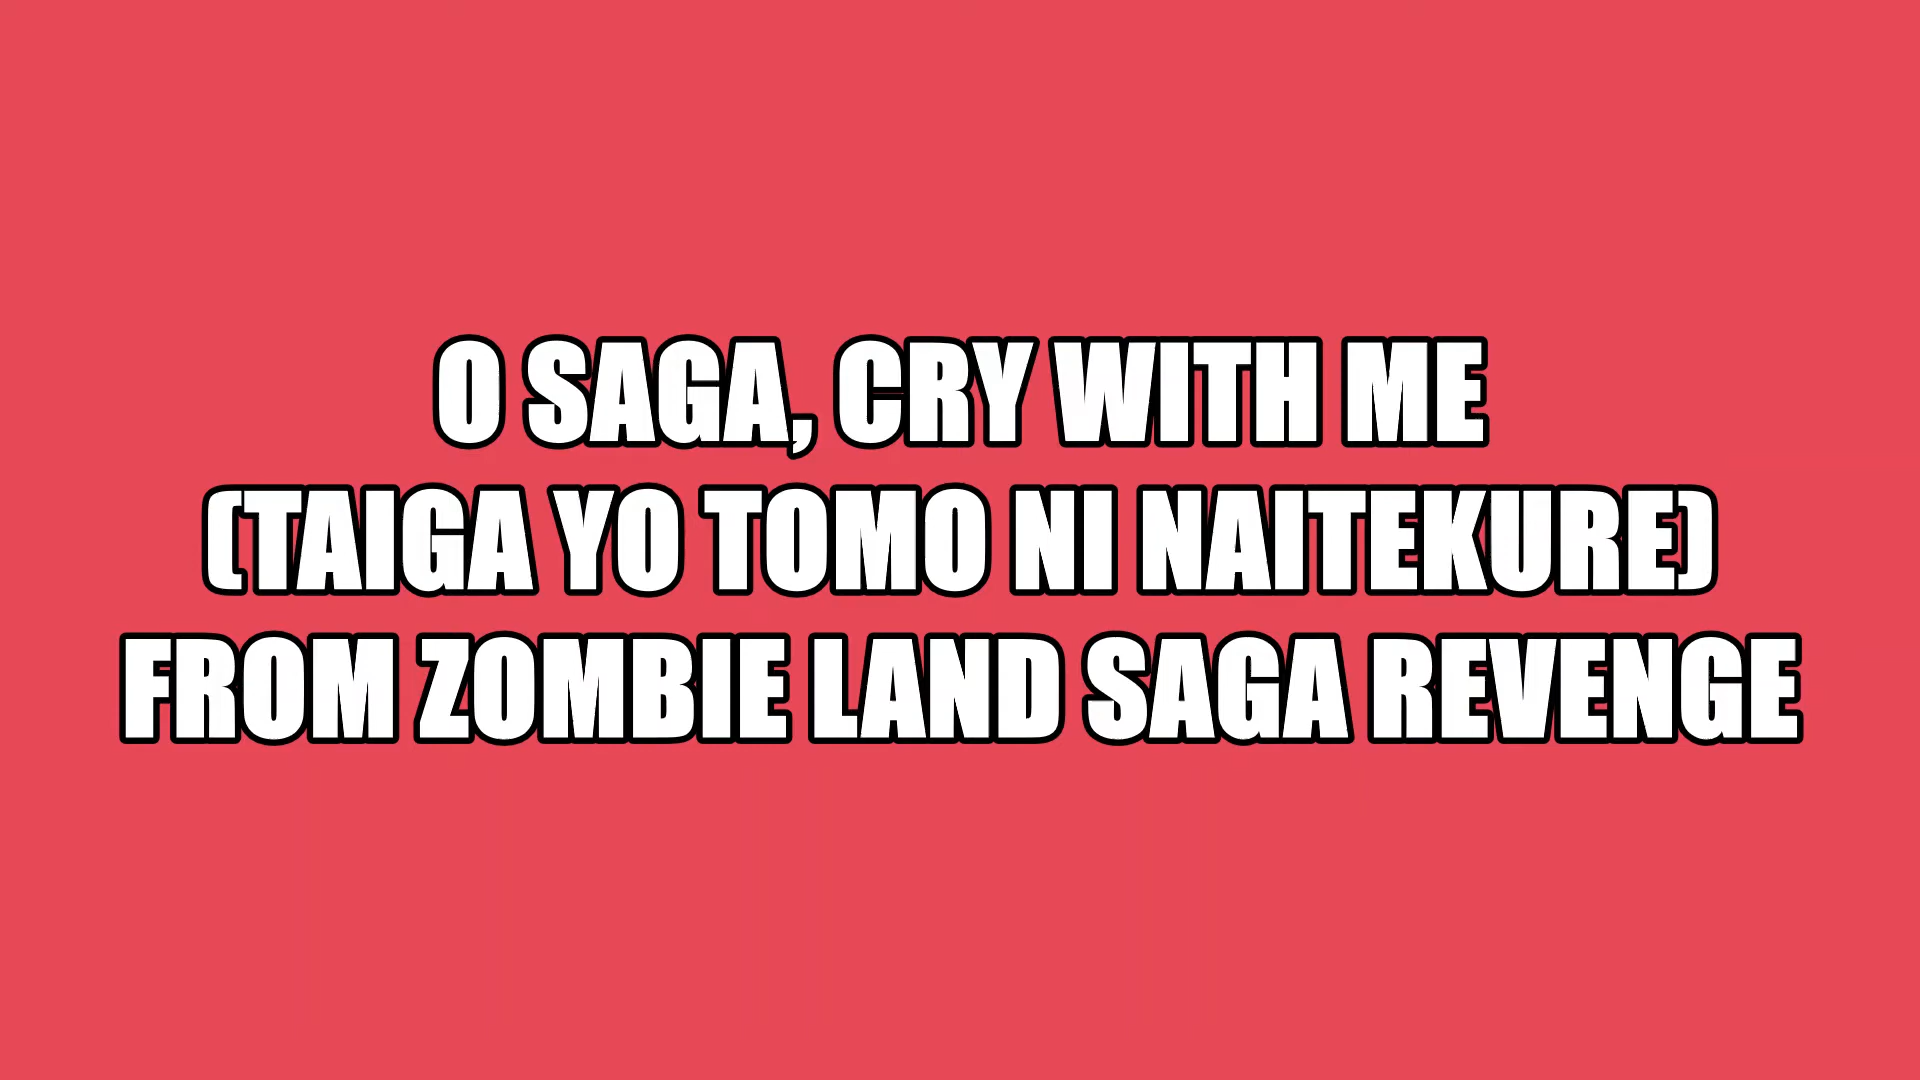 O SAGA, CRY WITH ME
(TAIGA YO TOMO NI NAITEKURE)
FROM ZOMBIE LAND SAGA REVENGE